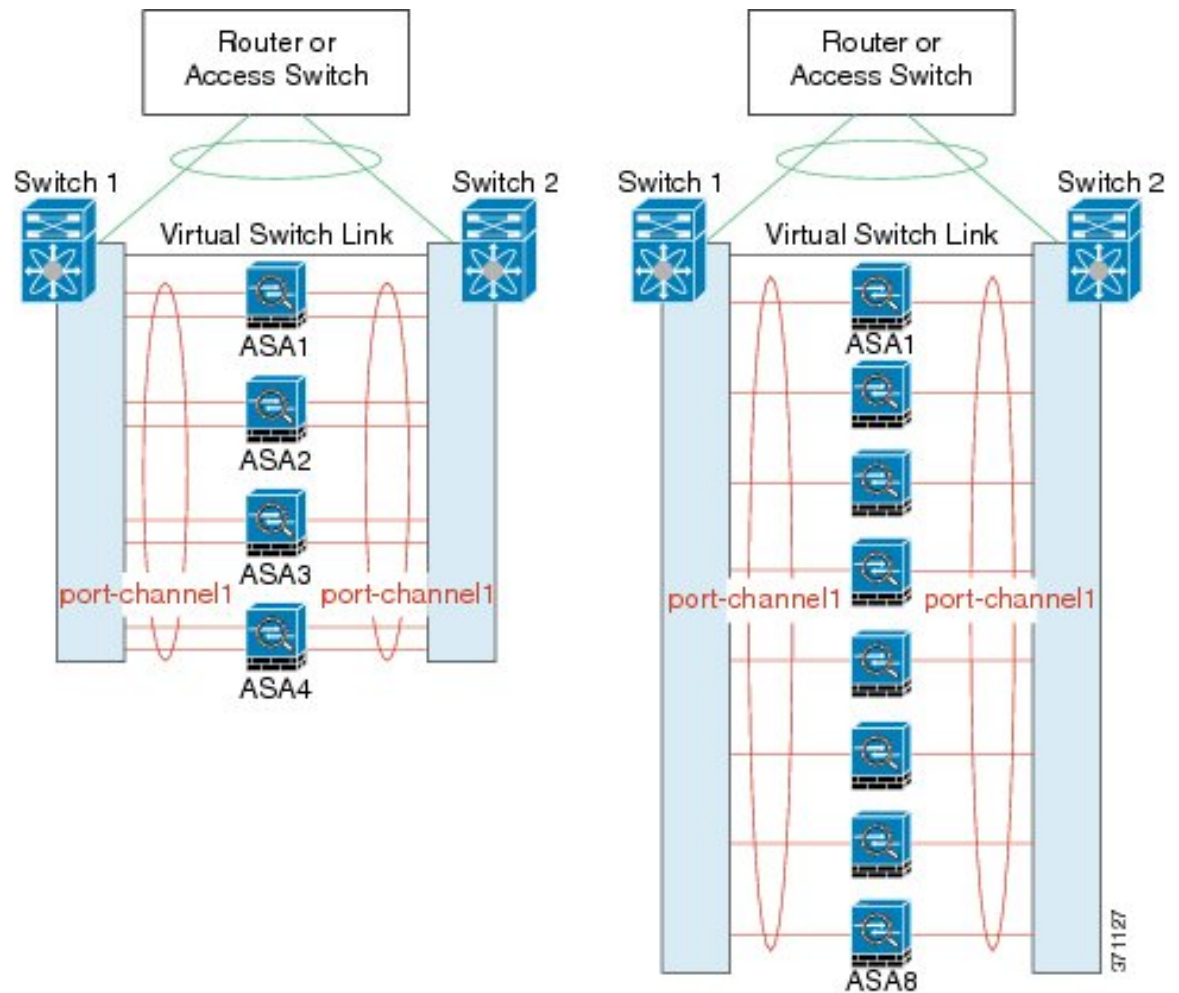 Router or
Access Switch
Switch 1
Switch 2
Virtual Switch Link
ASA1
ASA2
ASA3
port-channel1
port-channel1
ASA4
Router or
Access Switch
Switch 1
Switch 2
Virtual Switch Link
ASA1
port-channel1
port-channel1
ASA8
371127